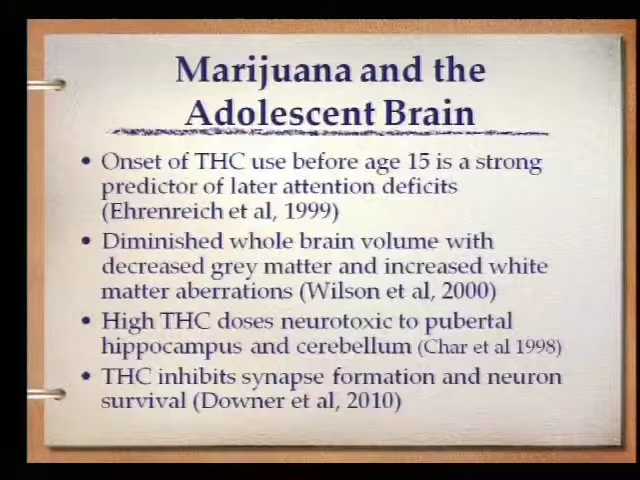 Marijuana and the
Adolescent Brain
• Onset of THC use before age 15 is a strong
predictor of later attention deficits
(Ehrenreich et al, 1999)
• Diminished whole brain volume with
decreased grey matter and increased white
matter aberrations (Wilson et al, 2000)
• High THC doses neurotoxic to pubertal
hippocampus and cerebellum (Char et al 1998)
• THC inhibits synapse formation and neuron
survival (Downer et al, 2010)